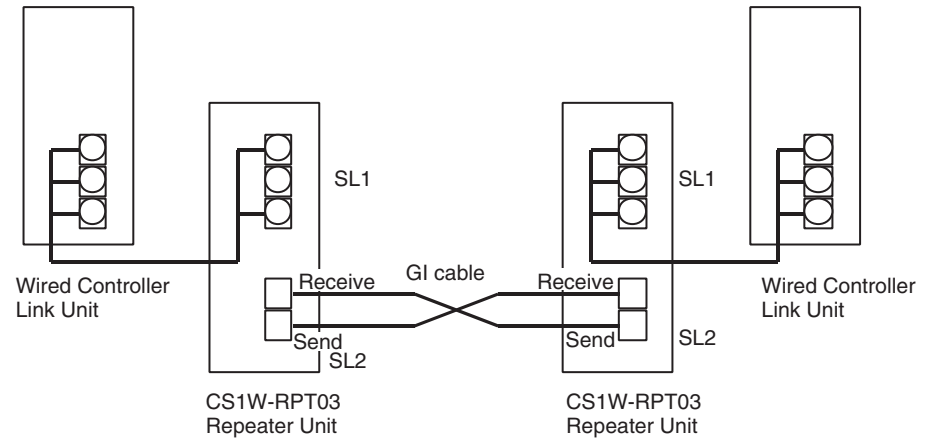 SL1
SL1
Wired Controller
Link Unit
Receive
GI cable
Receive
Wired Controller
Link Unit
Send
SL2
Send
SL2
CS1W-RPT03
Repeater Unit
CS1W-RPT03
Repeater Unit